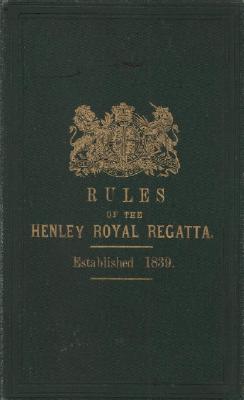 RULES
OF THE
HENLEY ROYAL REGATTA.
Established 1839.